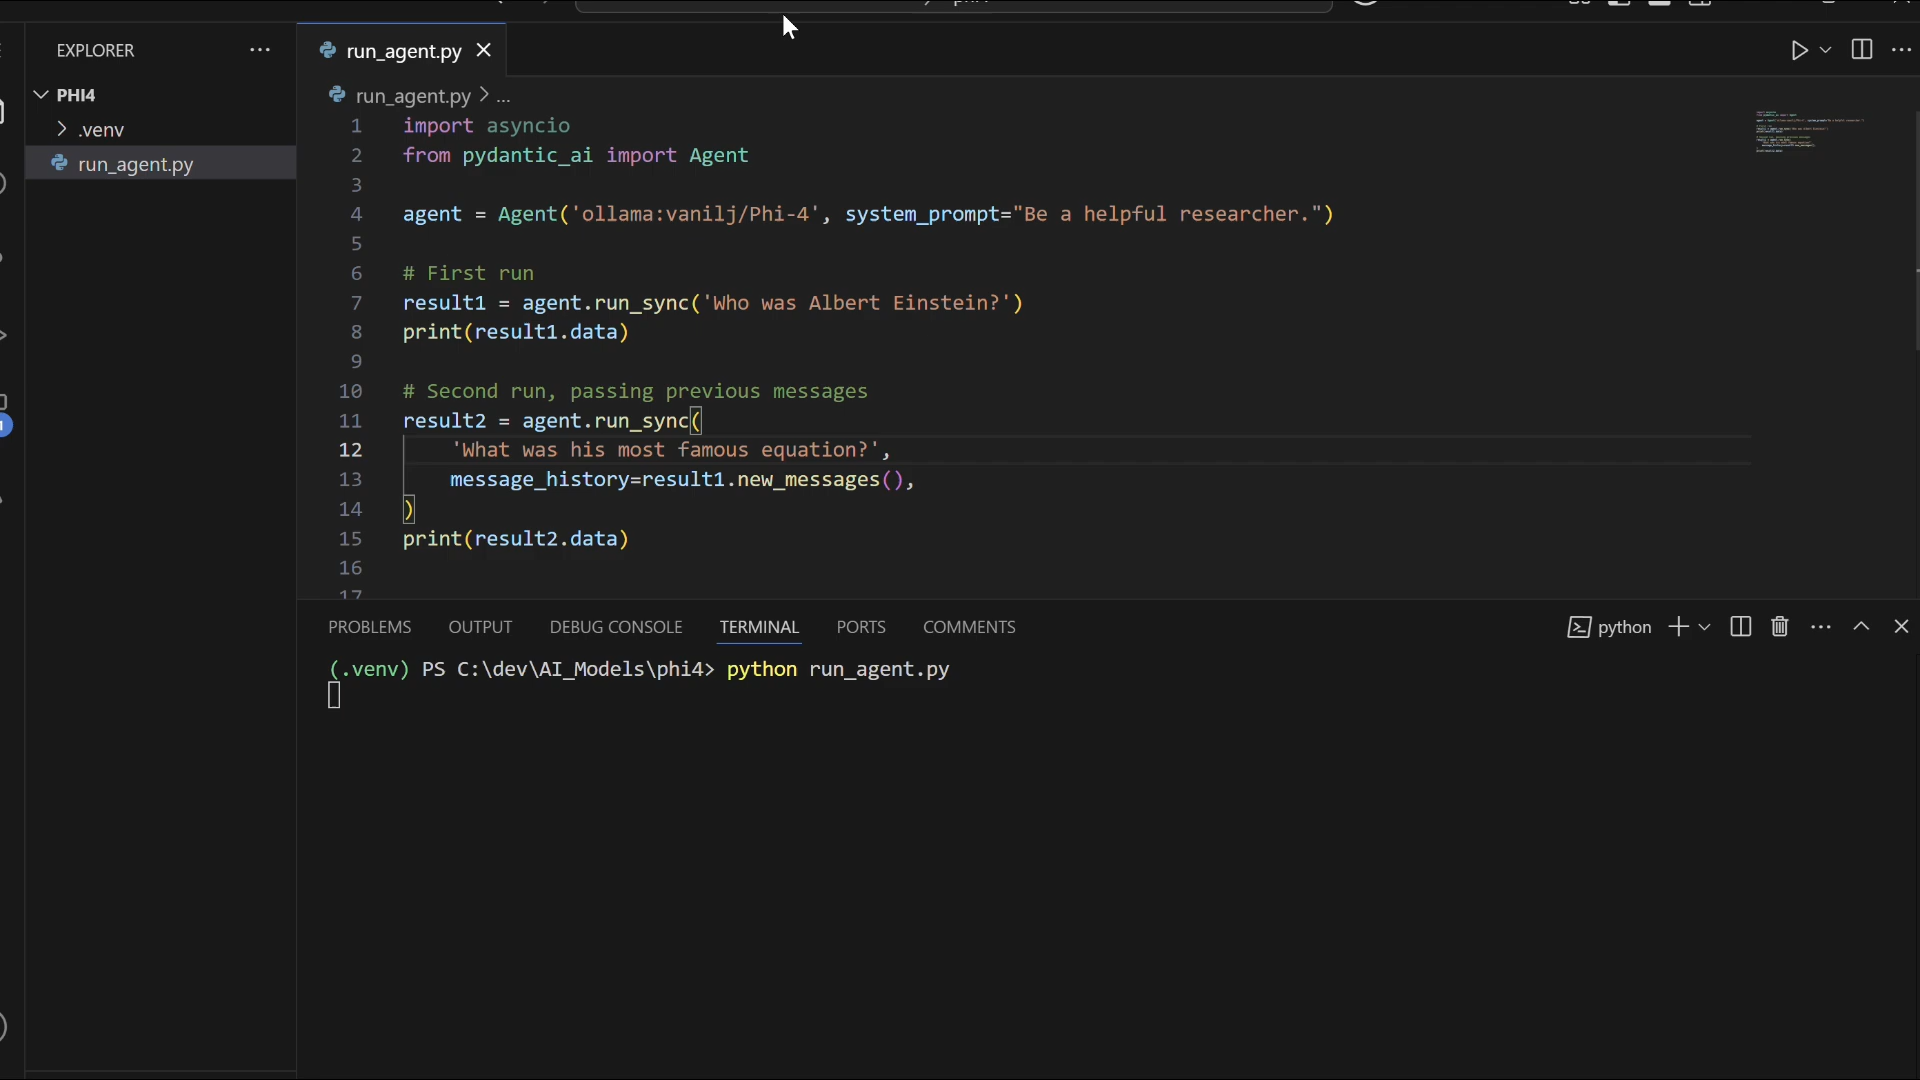 EXPLORER
run_agent.py
PHI4
.venv
run_agent.py
run_agent.py > ...
1 import asyncio
2 from pydantic_ai import Agent
3
4 agent = Agent('ollama:vanilj/Phi-4', system_prompt="Be a helpful researcher.")
5
6 # First run
7 result1 = agent.run_sync('Who was Albert Einstein?')
8 print(result1.data)
9
10 # Second run, passing previous messages
11 result2 = agent.run_sync(
12 'What was his most famous equation?',
13 message_history=result1.new_messages(),
14 )
15 print(result2.data)
16
17
PROBLEMS OUTPUT DEBUG CONSOLE TERMINAL PORTS COMMENTS python
(.venv) PS C:\dev\AI_Models\phi4> python run_agent.py